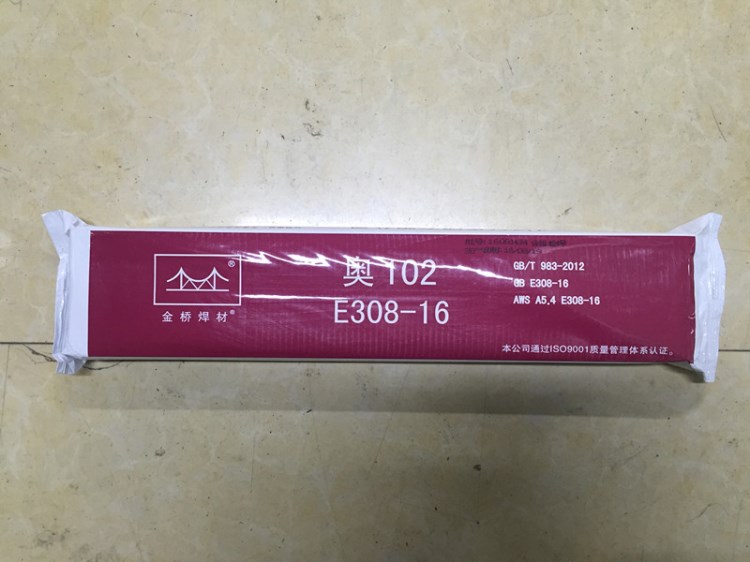 ®
金桥焊材®
奥102
E308-16
GB/T 983-2012
GB E308-16
AWS A5.4 E308-16
本公司通过ISO9001质量管理体系认证。